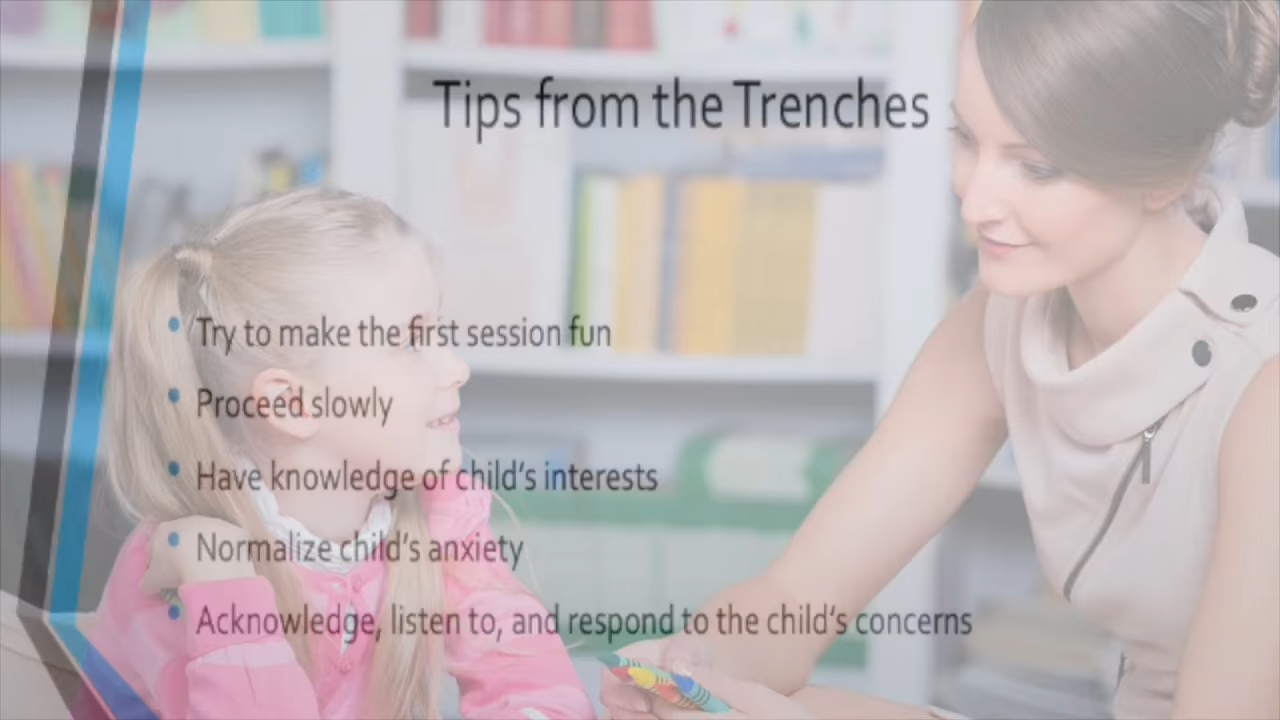 Tips from the Trenches
• Try to make the first session fun
• Proceed slowly
• Have knowledge of child's interests
• Normalize child's anxiety
• Acknowledge, listen to, and respond to the child's concerns